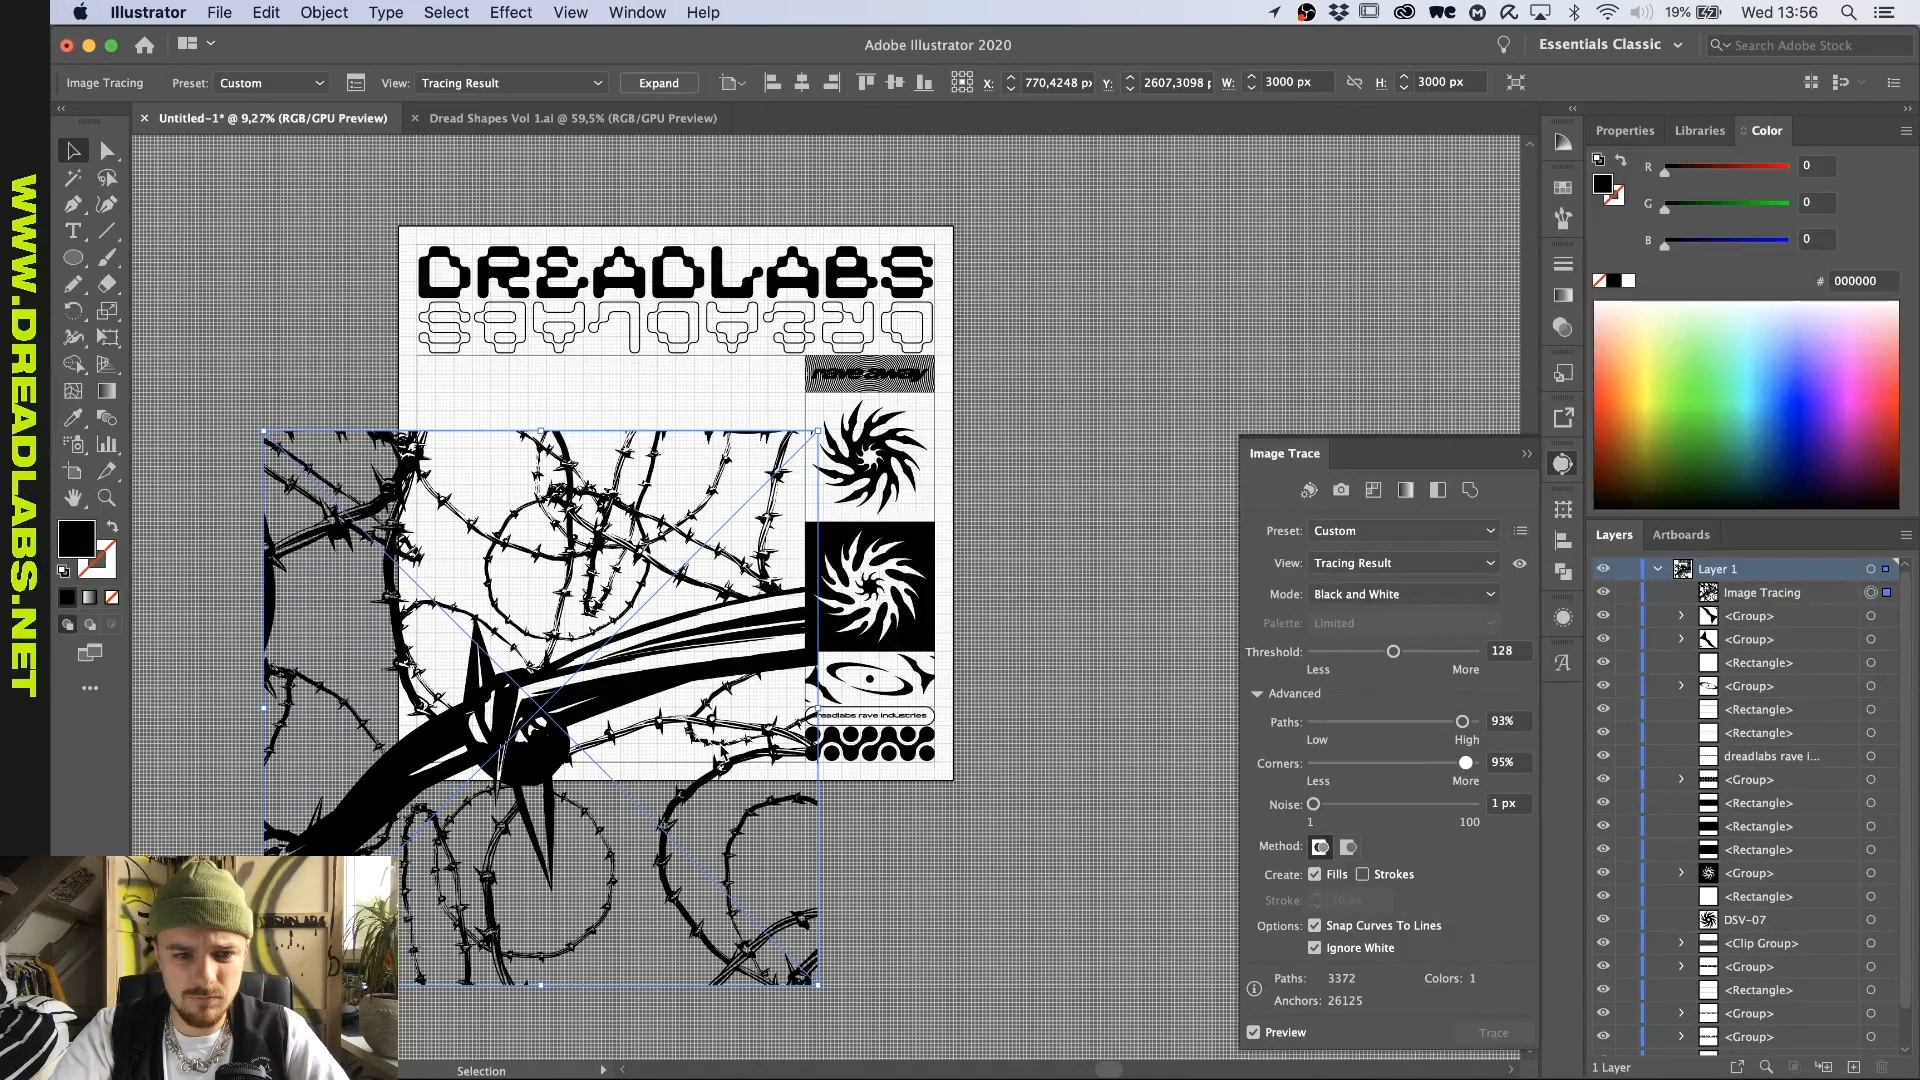 Illustrator File Edit Object Type Select Effect View Window Help
19% Wed 13:56
Adobe Illustrator 2020
Essentials Classic
Search Adobe Stock
Image Tracing Preset: Custom View: Tracing Result Expand X: 770,4248 px Y: 2607,3098 W: 3000 px H: 3000 px
Untitled-1* @ 9,27% (RGB/GPU Preview)
Dread Shapes Vol 1.ai @ 59,5% (RGB/GPU Preview)
WWW.DREADLABS.NET
DREADLABS
DREADLABS
rave away
dreadlabs rave industries
Image Trace
Preset: Custom
View: Tracing Result
Mode: Black and White
Palette: Limited
Threshold: 128
Less More
Advanced
Paths: 93%
Low High
Corners: 95%
Less More
Noise: 1 px
1 100
Method:
Create: Fills Strokes
Stroke: 10 px
Options: Snap Curves To Lines
Ignore White
Paths: 3372 Colors: 1
Anchors: 26125
Preview Trace
Properties Libraries Color
R 0
G 0
B 0
# 000000
Layers Artboards
Layer 1
Image Tracing
<Group>
<Group>
<Rectangle>
<Group>
<Rectangle>
<Rectangle>
dreadlabs rave i...
<Group>
<Rectangle>
<Rectangle>
<Rectangle>
<Group>
<Rectangle>
DSV-07
<Clip Group>
<Group>
<Rectangle>
<Group>
<Group>
1 Layer
Selection